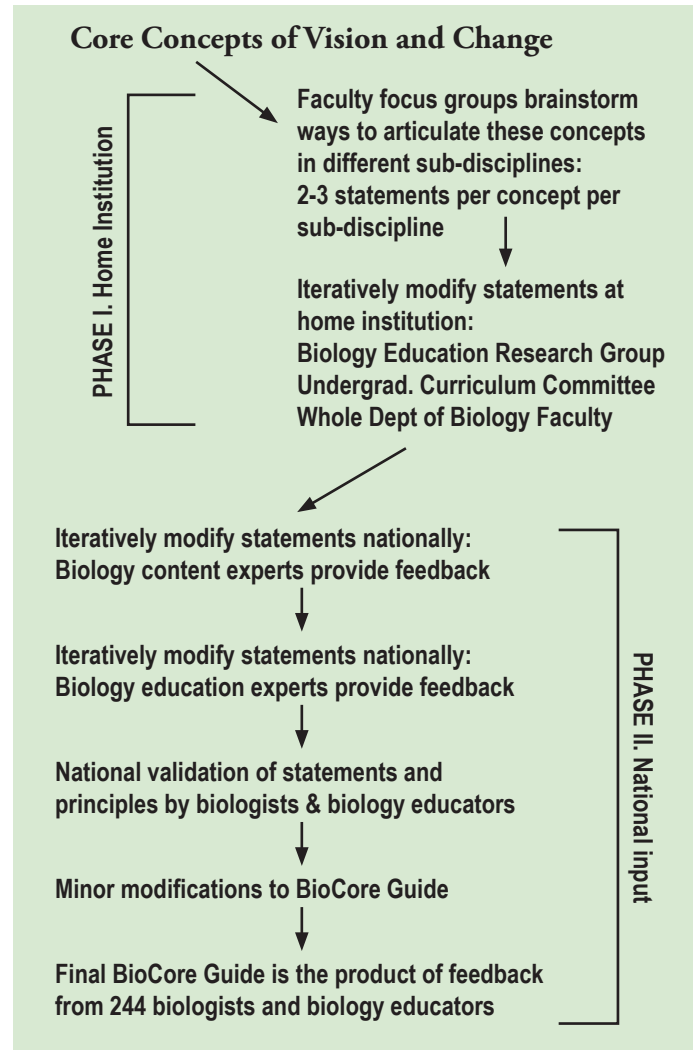 Core Concepts of Vision and Change
PHASE I. Home Institution
Faculty focus groups brainstorm
ways to articulate these concepts
in different sub-disciplines:
2-3 statements per concept per
sub-discipline
Iteratively modify statements at
home institution:
Biology Education Research Group
Undergrad. Curriculum Committee
Whole Dept of Biology Faculty
PHASE II. National input
Iteratively modify statements nationally:
Biology content experts provide feedback
Iteratively modify statements nationally:
Biology education experts provide feedback
National validation of statements and
principles by biologists & biology educators
Minor modifications to BioCore Guide
Final BioCore Guide is the product of feedback
from 244 biologists and biology educators